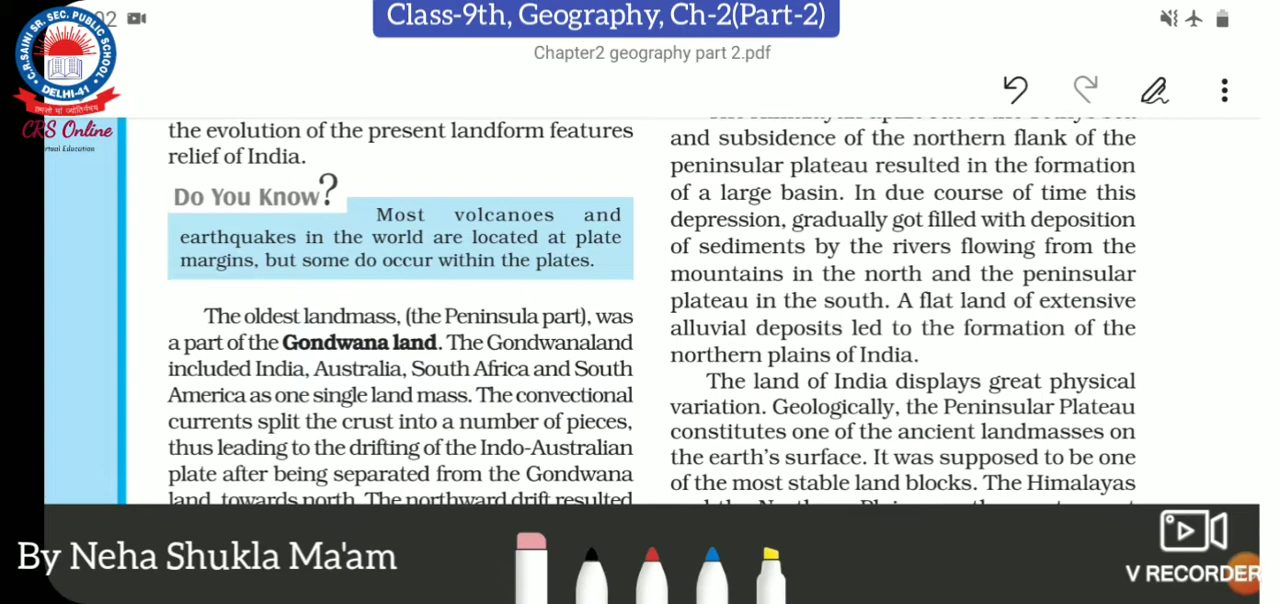 Class-9th, Geography, Ch-2(Part-2)
Chapter2 geography part 2.pdf
C.R.SAINI SR. SEC. PUBLIC SCHOOL
DELHI-41
CRS Online
the evolution of the present landform features
relief of India.
Do You Know?
Most volcanoes and
earthquakes in the world are located at plate
margins, but some do occur within the plates.
The oldest landmass, (the Peninsula part), was
a part of the Gondwana land. The Gondwanaland
included India, Australia, South Africa and South
America as one single land mass. The convectional
currents split the crust into a number of pieces,
thus leading to the drifting of the Indo-Australian
plate after being separated from the Gondwana
land, towards north. The northward drift resulted
and subsidence of the northern flank of the
peninsular plateau resulted in the formation
of a large basin. In due course of time this
depression, gradually got filled with deposition
of sediments by the rivers flowing from the
mountains in the north and the peninsular
plateau in the south. A flat land of extensive
alluvial deposits led to the formation of the
northern plains of India.
The land of India displays great physical
variation. Geologically, the Peninsular Plateau
constitutes one of the ancient landmasses on
the earth's surface. It was supposed to be one
of the most stable land blocks. The Himalayas
By Neha Shukla Ma'am
V RECORDER